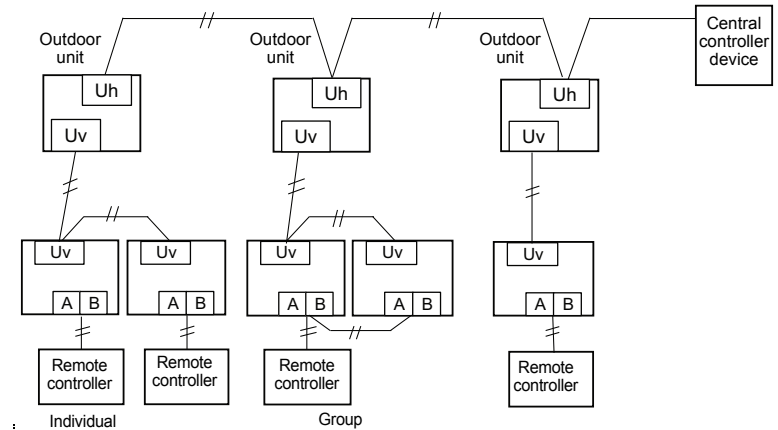 Central
controller
device
Outdoor
unit
Outdoor
unit
Outdoor
unit
Uh
Uh
Uh
Uv
Uv
Uv
Uv
Uv
Uv
Uv
Uv
A B
A B
A B
A B
A B
Remote
controller
Remote
controller
Remote
controller
Remote
controller
Individual
Group